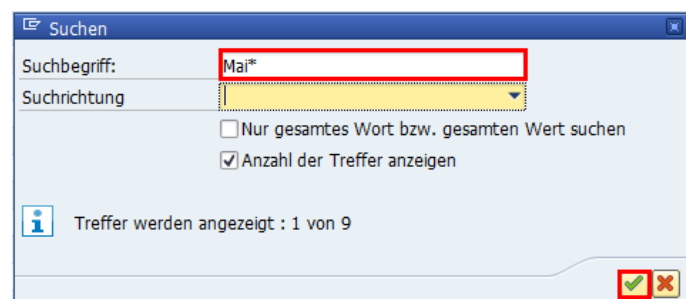 Suchen
Suchbegriff: Mai*
Suchrichtung
Nur gesamtes Wort bzw. gesamten Wert suchen
Anzahl der Treffer anzeigen
Treffer werden angezeigt : 1 von 9